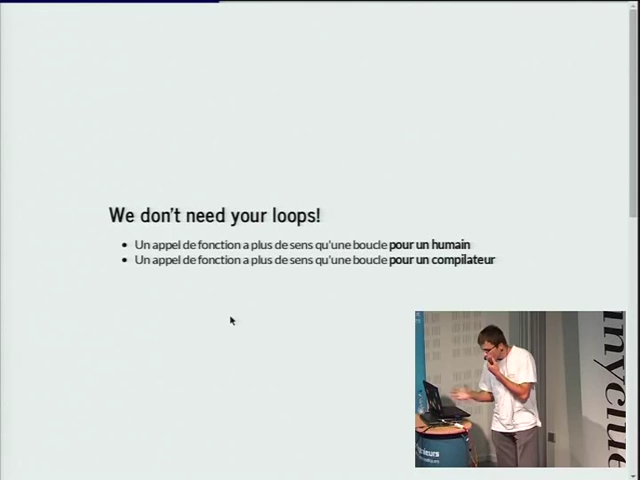 We don't need your loops!
Un appel de fonction a plus de sens qu'une boucle pour un humain
Un appel de fonction a plus de sens qu'une boucle pour un compilateur